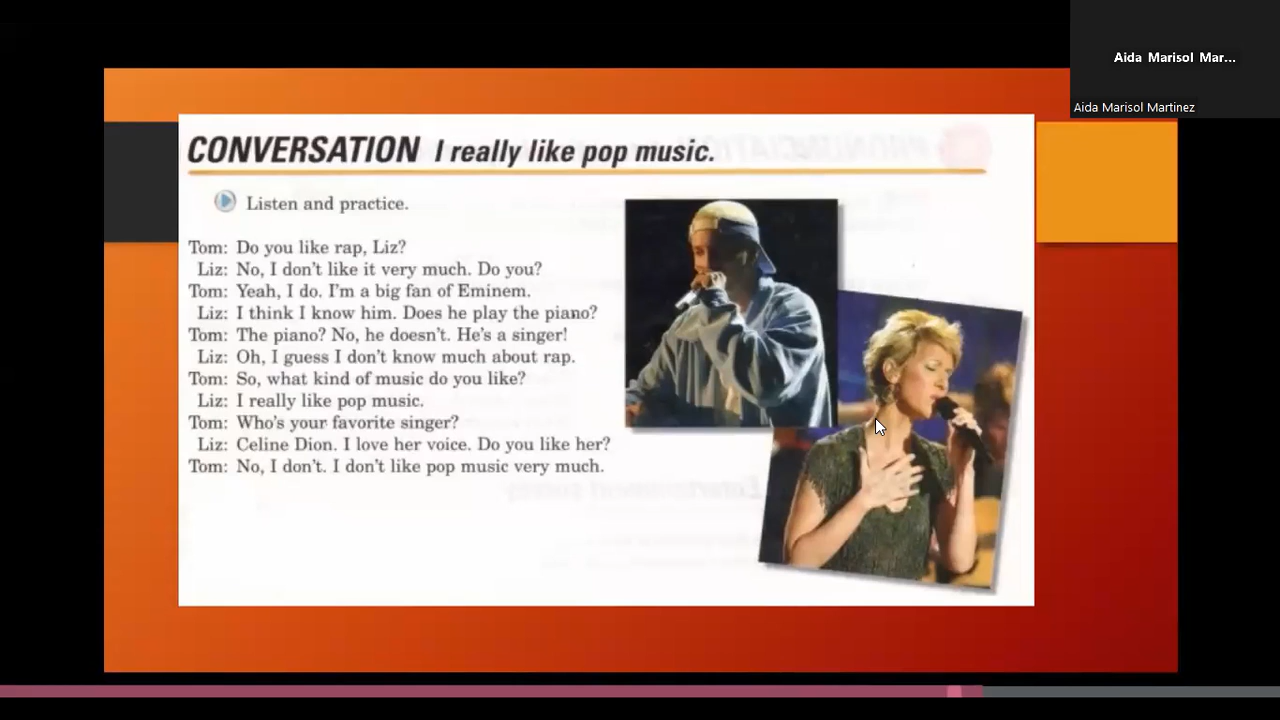 Aida Marisol Mar...
Aida Marisol Martinez
CONVERSATION I really like pop music.
Listen and practice.
Tom: Do you like rap, Liz?
Liz: No, I don't like it very much. Do you?
Tom: Yeah, I do. I'm a big fan of Eminem.
Liz: I think I know him. Does he play the piano?
Tom: The piano? No, he doesn't. He's a singer!
Liz: Oh, I guess I don't know much about rap.
Tom: So, what kind of music do you like?
Liz: I really like pop music.
Tom: Who's your favorite singer?
Liz: Celine Dion. I love her voice. Do you like her?
Tom: No, I don't. I don't like pop music very much.